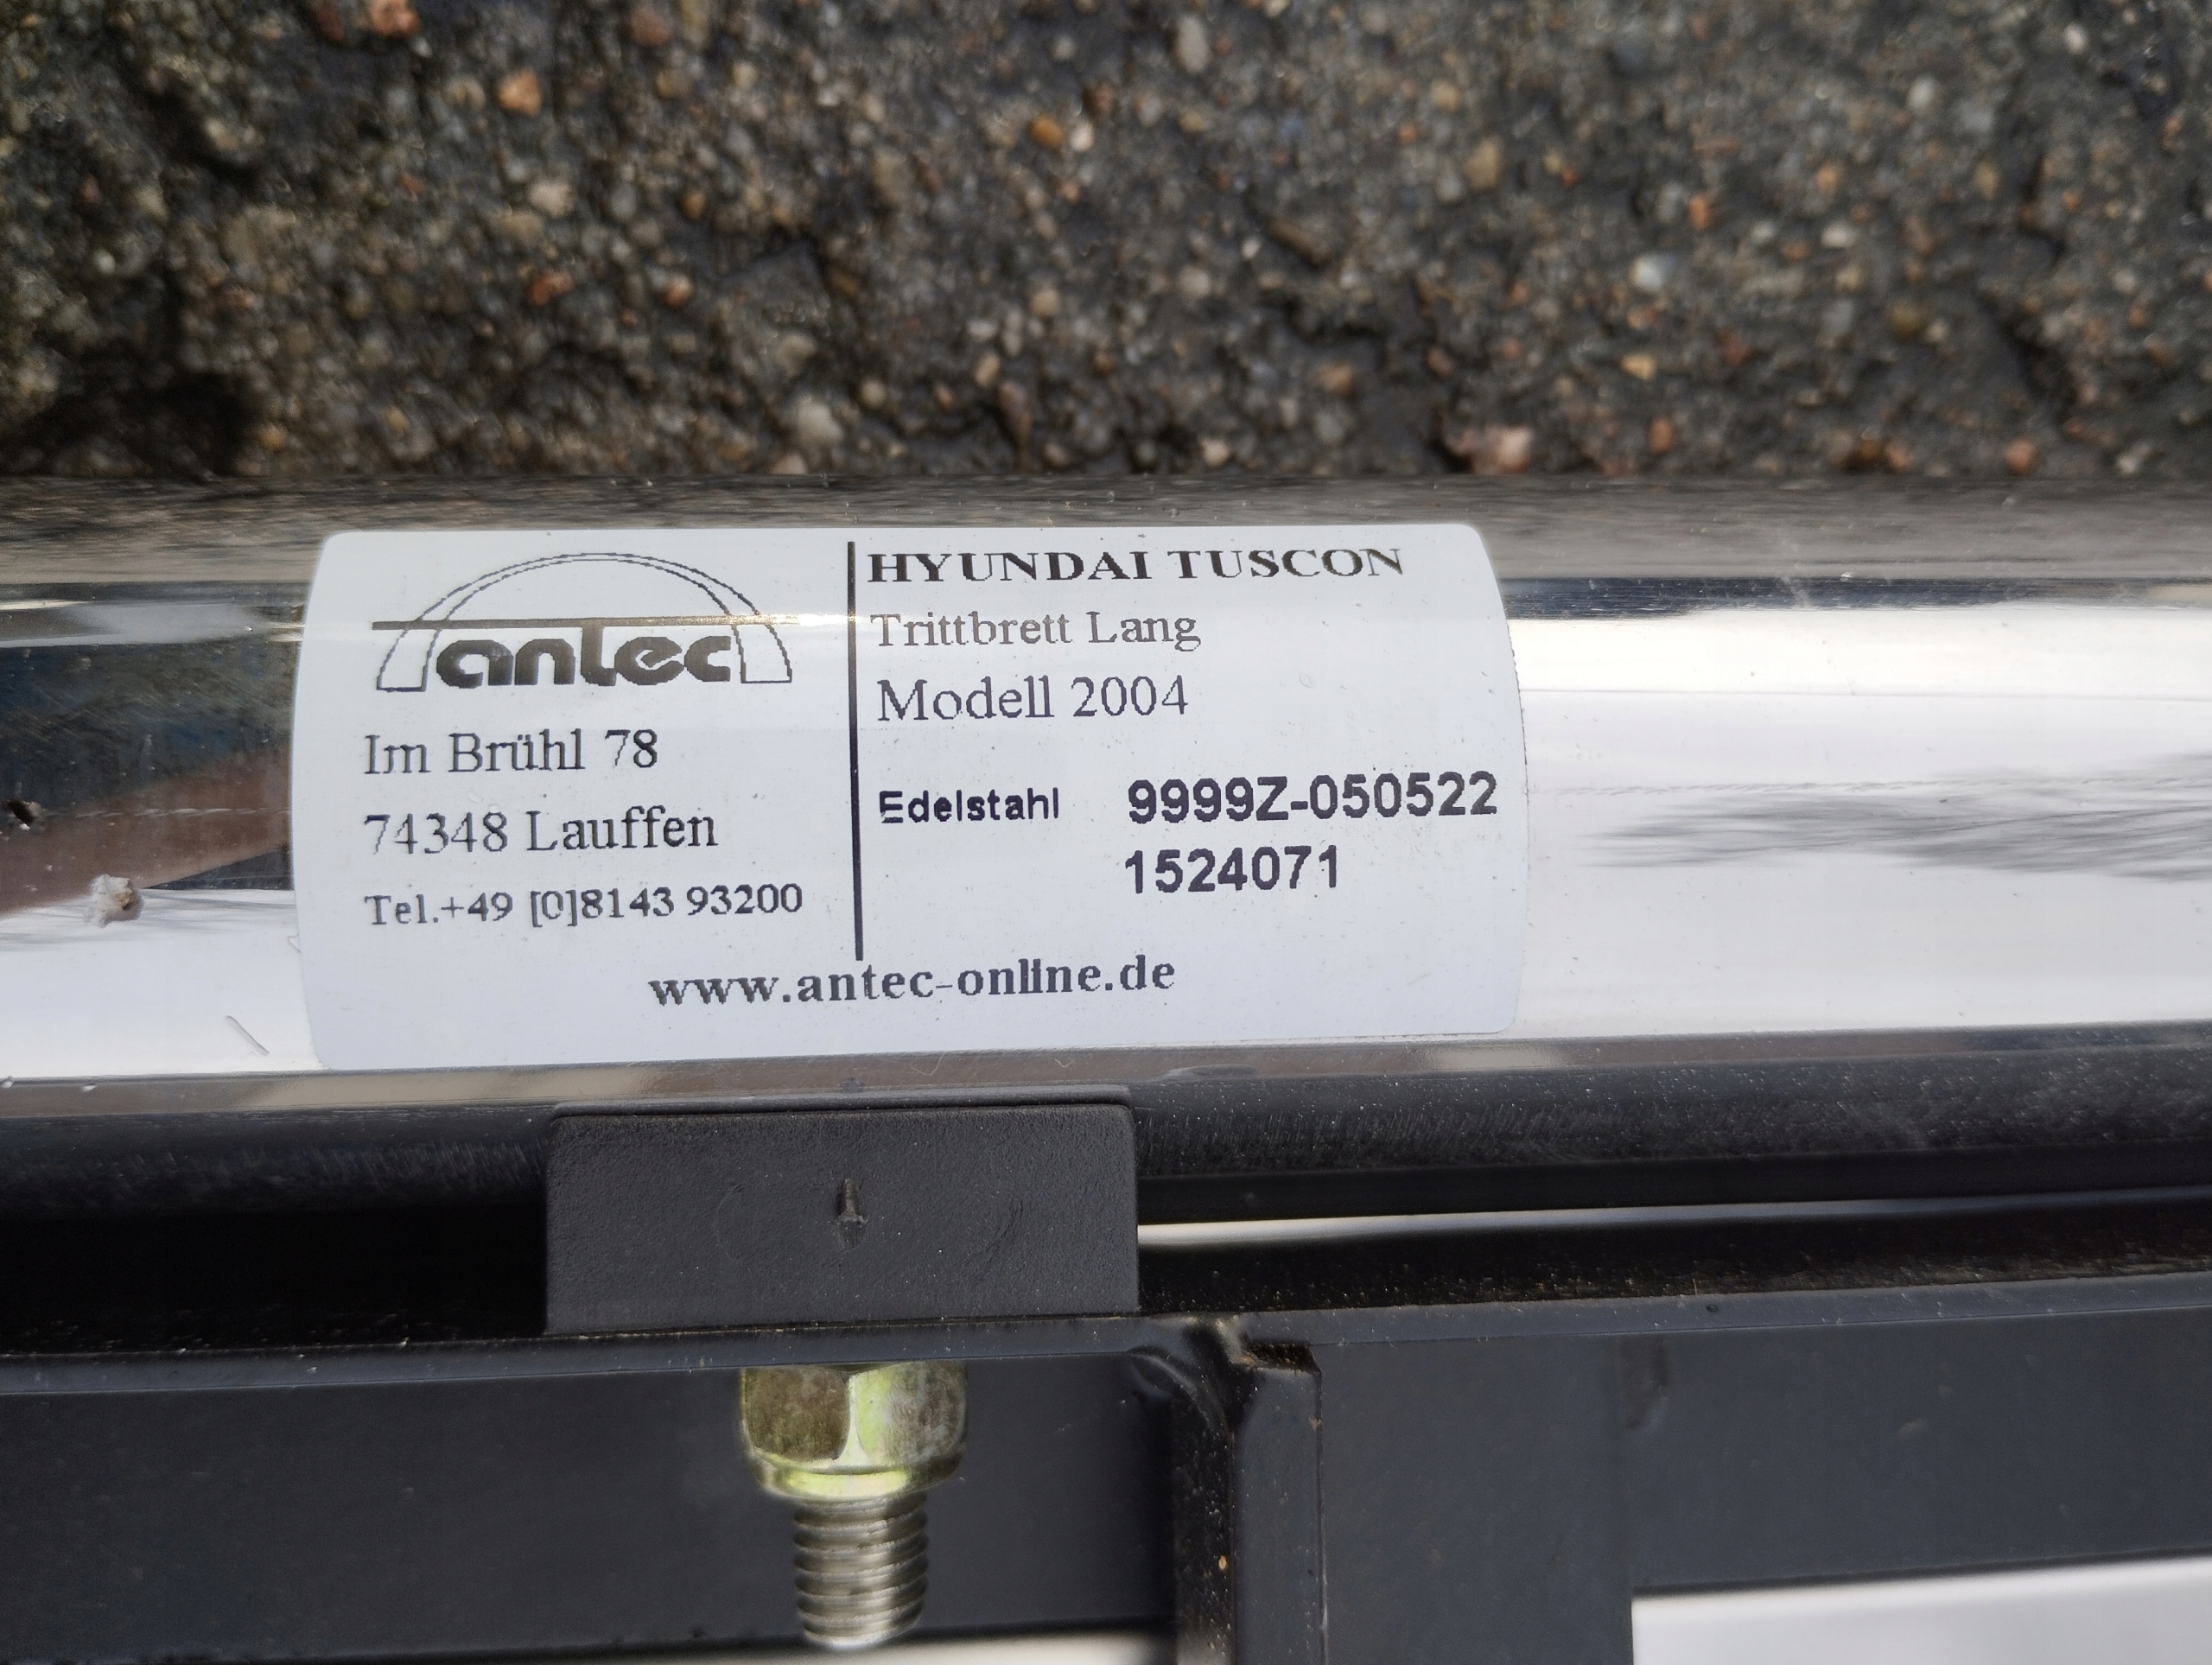 antec
Im Brühl 78
74348 Lauffen
Tel.+49 [0]8143 93200
HYUNDAI TUSCON
Trittbrett Lang
Modell 2004
Edelstahl 9999Z-050522
1524071
www.antec-online.de